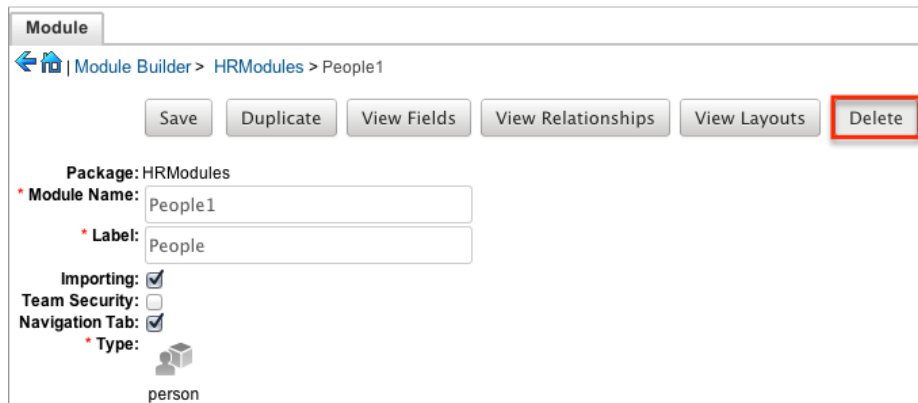 Module
| Module Builder > HRModules > People1
Save Duplicate View Fields View Relationships View Layouts Delete
Package: HRModules
* Module Name: People1
* Label: People
Importing:
Team Security:
Navigation Tab:
* Type:
person